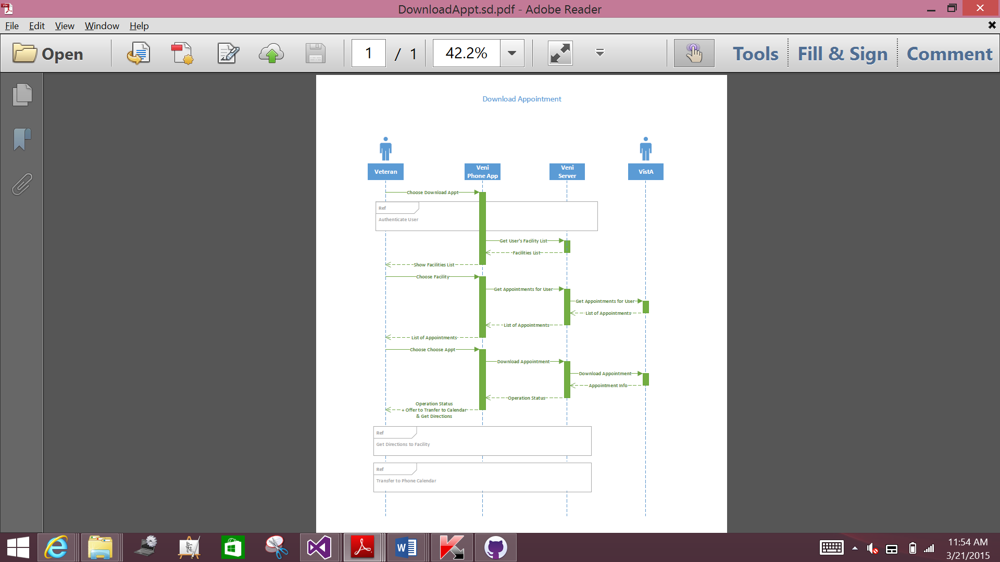 DownloadAppt.sd.pdf - Adobe Reader
File Edit View Window Help
Open
1 / 1
42.2%
Tools
Fill & Sign
Comment
Download Appointment
Veteran
Veni
Phone App
Veni
Server
VistA
Choose Download Appt
Ref
Authenticate User
Get User's Facility List
Facilities List
Show Facilities List
Choose Facility
Get Appointments for User
Get Appointments for User
List of Appointments
List of Appointments
List of Appointments
Choose Choose Appt
Download Appointment
Download Appointment
Appointment Info
Operation Status
Operation Status
+ Offer to Tranfer to Calendar
& Get Directions
Ref
Get Directions to Facility
Ref
Transfer to Phone Calendar
11:54 AM
3/21/2015